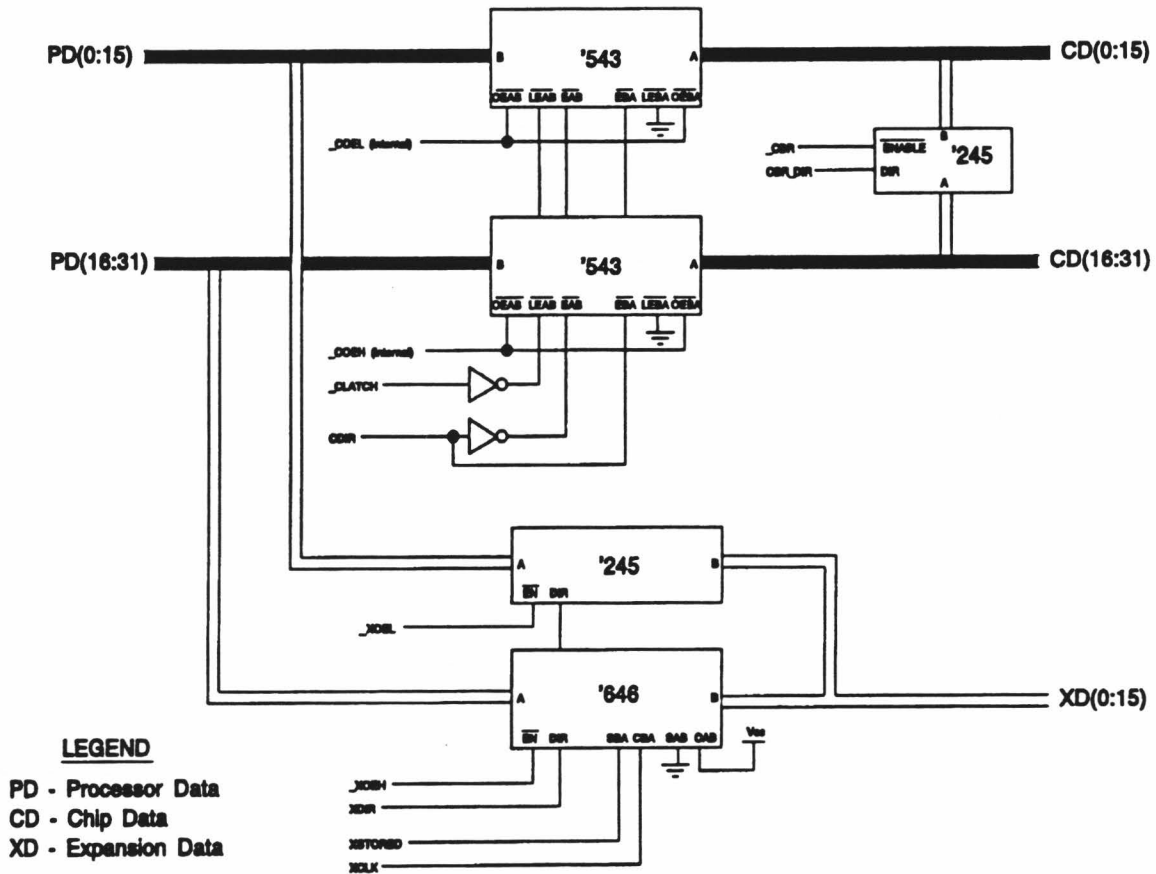 PD(0:15)
B
'543
A
CD(0:15)
OEAB LEAB EAB EBA LEBA OEBA
_COEL (Internal)
_CBR
CBR_DIR
ENABLE
DIR
B
'245
A
PD(16:31)
B
'543
A
CD(16:31)
OEAB LEAB EAB EBA LEBA OEBA
_COEH (Internal)
_CLATCH
CDIR
A
'245
B
EN DIR
_XOEL
A
'646
B
XD(0:15)
EN DIR SBA CBA SAB CAB
Vcc
_XOEH
XDIR
XSTORED
XCLK
LEGEND
PD - Processor Data
CD - Chip Data
XD - Expansion Data